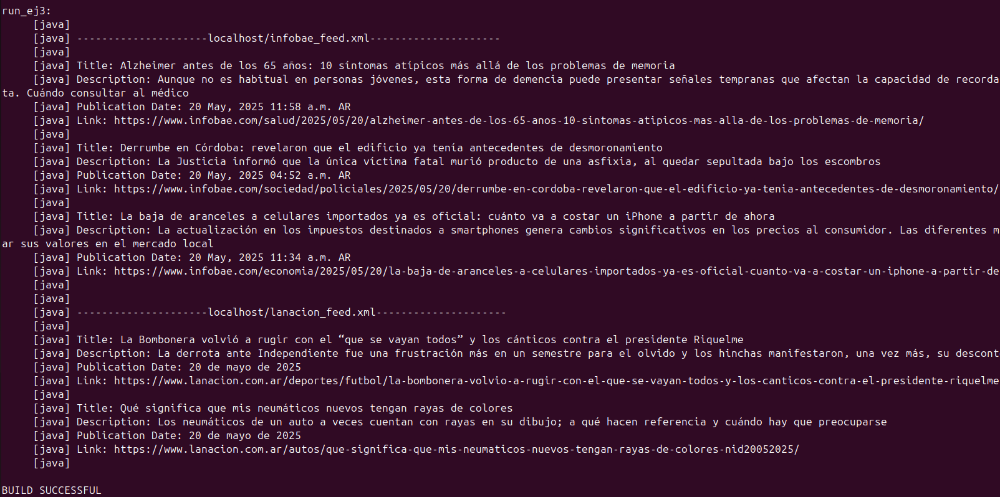 run_ej3:
[java]
[java] ---------------------localhost/infobae_feed.xml---------------------
[java]
[java] Title: Alzheimer antes de los 65 años: 10 síntomas atípicos más allá de los problemas de memoria
[java] Description: Aunque no es habitual en personas jóvenes, esta forma de demencia puede presentar señales tempranas que afectan la capacidad de recorda
ta. Cuándo consultar al médico
[java] Publication Date: 20 May, 2025 11:58 a.m. AR
[java] Link: https://www.infobae.com/salud/2025/05/20/alzheimer-antes-de-los-65-anos-10-sintomas-atipicos-mas-alla-de-los-problemas-de-memoria/
[java]
[java] Title: Derrumbe en Córdoba: revelaron que el edificio ya tenía antecedentes de desmoronamiento
[java] Description: La Justicia informó que la única víctima fatal murió producto de una asfixia, al quedar sepultada bajo los escombros
[java] Publication Date: 20 May, 2025 04:52 a.m. AR
[java] Link: https://www.infobae.com/sociedad/policiales/2025/05/20/derrumbe-en-cordoba-revelaron-que-el-edificio-ya-tenia-antecedentes-de-desmoronamiento/
[java]
[java] Title: La baja de aranceles a celulares importados ya es oficial: cuánto va a costar un iPhone a partir de ahora
[java] Description: La actualización en los impuestos destinados a smartphones genera cambios significativos en los precios al consumidor. Las diferentes m
ar sus valores en el mercado local
[java] Publication Date: 20 May, 2025 11:34 a.m. AR
[java] Link: https://www.infobae.com/economia/2025/05/20/la-baja-de-aranceles-a-celulares-importados-ya-es-oficial-cuanto-va-a-costar-un-iphone-a-partir-de
[java]
[java]
[java] ---------------------localhost/lanacion_feed.xml---------------------
[java]
[java] Title: La Bombonera volvió a rugir con el “que se vayan todos” y los cánticos contra el presidente Riquelme
[java] Description: La derrota ante Independiente fue una frustración más en un semestre para el olvido y los hinchas manifestaron, una vez más, su descont
[java] Publication Date: 20 de mayo de 2025
[java] Link: https://www.lanacion.com.ar/deportes/futbol/la-bombonera-volvio-a-rugir-con-el-que-se-vayan-todos-y-los-canticos-contra-el-presidente-riquelme
[java]
[java] Title: Qué significa que mis neumáticos nuevos tengan rayas de colores
[java] Description: Los neumáticos de un auto a veces cuentan con rayas en su dibujo; a qué hacen referencia y cuándo hay que preocuparse
[java] Publication Date: 20 de mayo de 2025
[java] Link: https://www.lanacion.com.ar/autos/que-significa-que-mis-neumaticos-nuevos-tengan-rayas-de-colores-nid20052025/
[java]
BUILD SUCCESSFUL